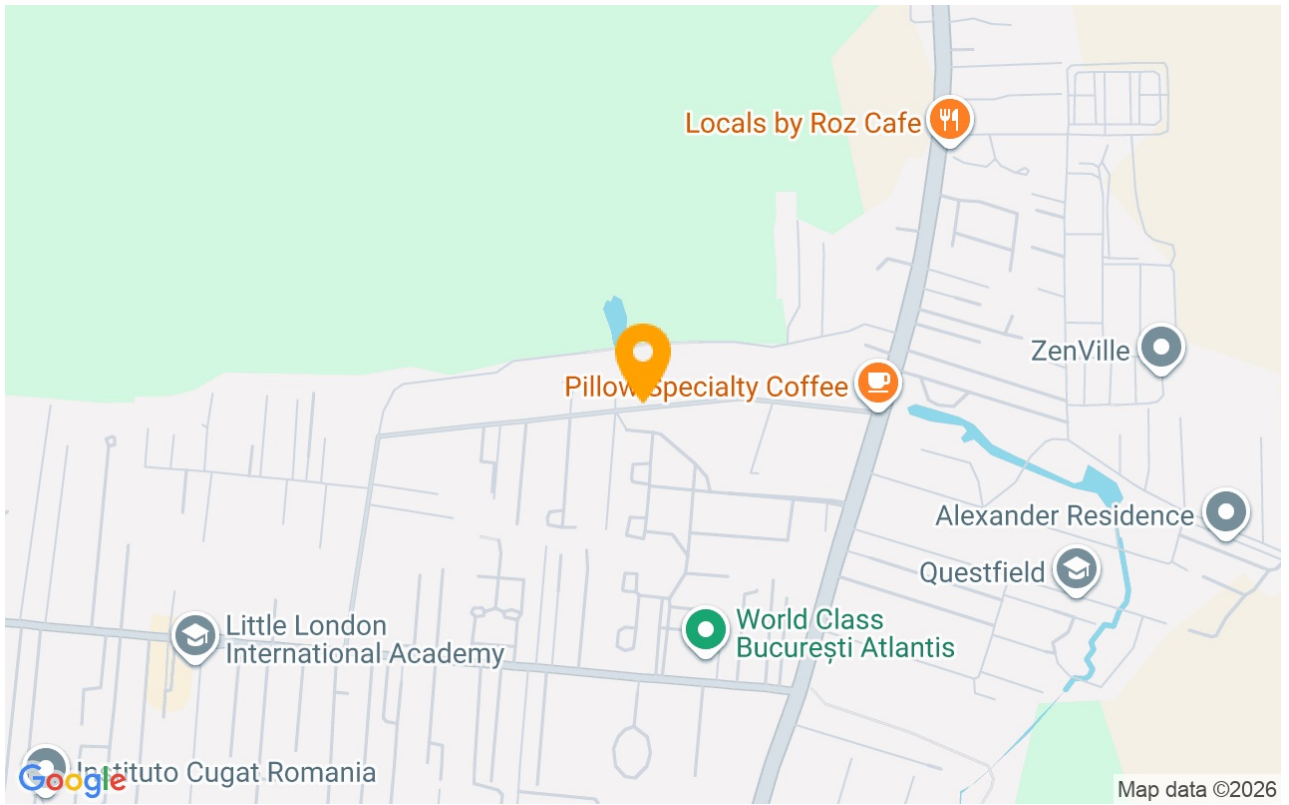 Locals by Roz Cafe
ZenVille
Pillow Specialty Coffee
Alexander Residence
Questfield
World Class
București Atlantis
Little London
International Academy
Instituto Cugat Romania
Google
Map data ©2026